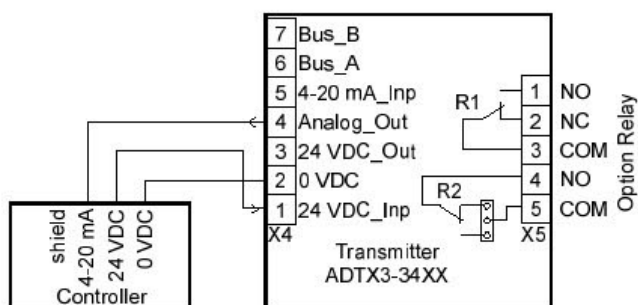 7 Bus_B
6 Bus_A
5 4-20 mA_Inp
4 Analog_Out
3 24 VDC_Out
2 0 VDC
1 24 VDC_Inp
X4
R1
R2
1 NO
2 NC
3 COM
4 NO
5 COM
X5
Option Relay
Transmitter
ADTX3-34XX
shield
4-20 mA
24 VDC
0 VDC
Controller